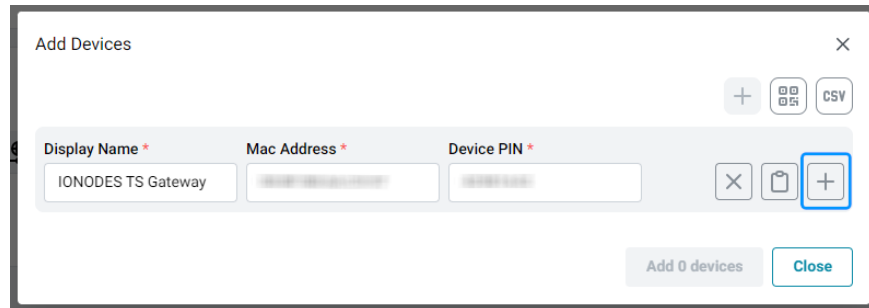 Add Devices
CSV
Display Name * Mac Address * Device PIN *
IONODES TS Gateway
Add 0 devices Close